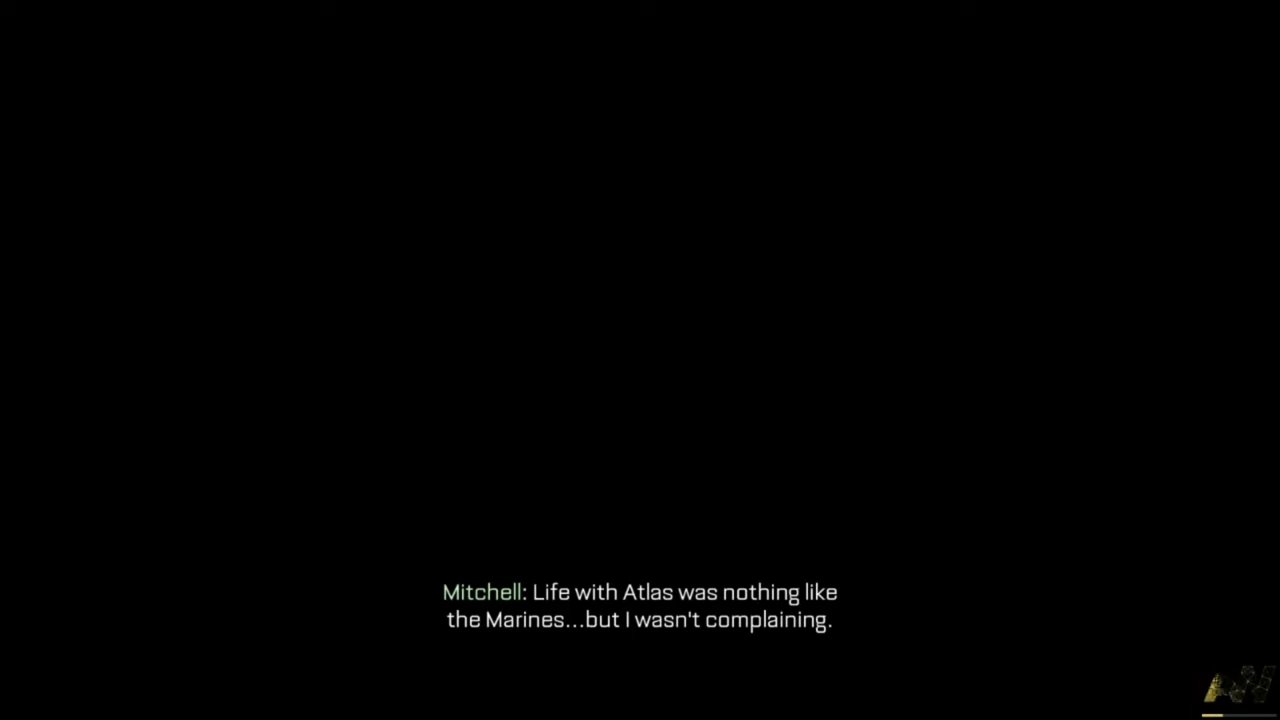 Mitchell: Life with Atlas was nothing like
the Marines...but I wasn't complaining.